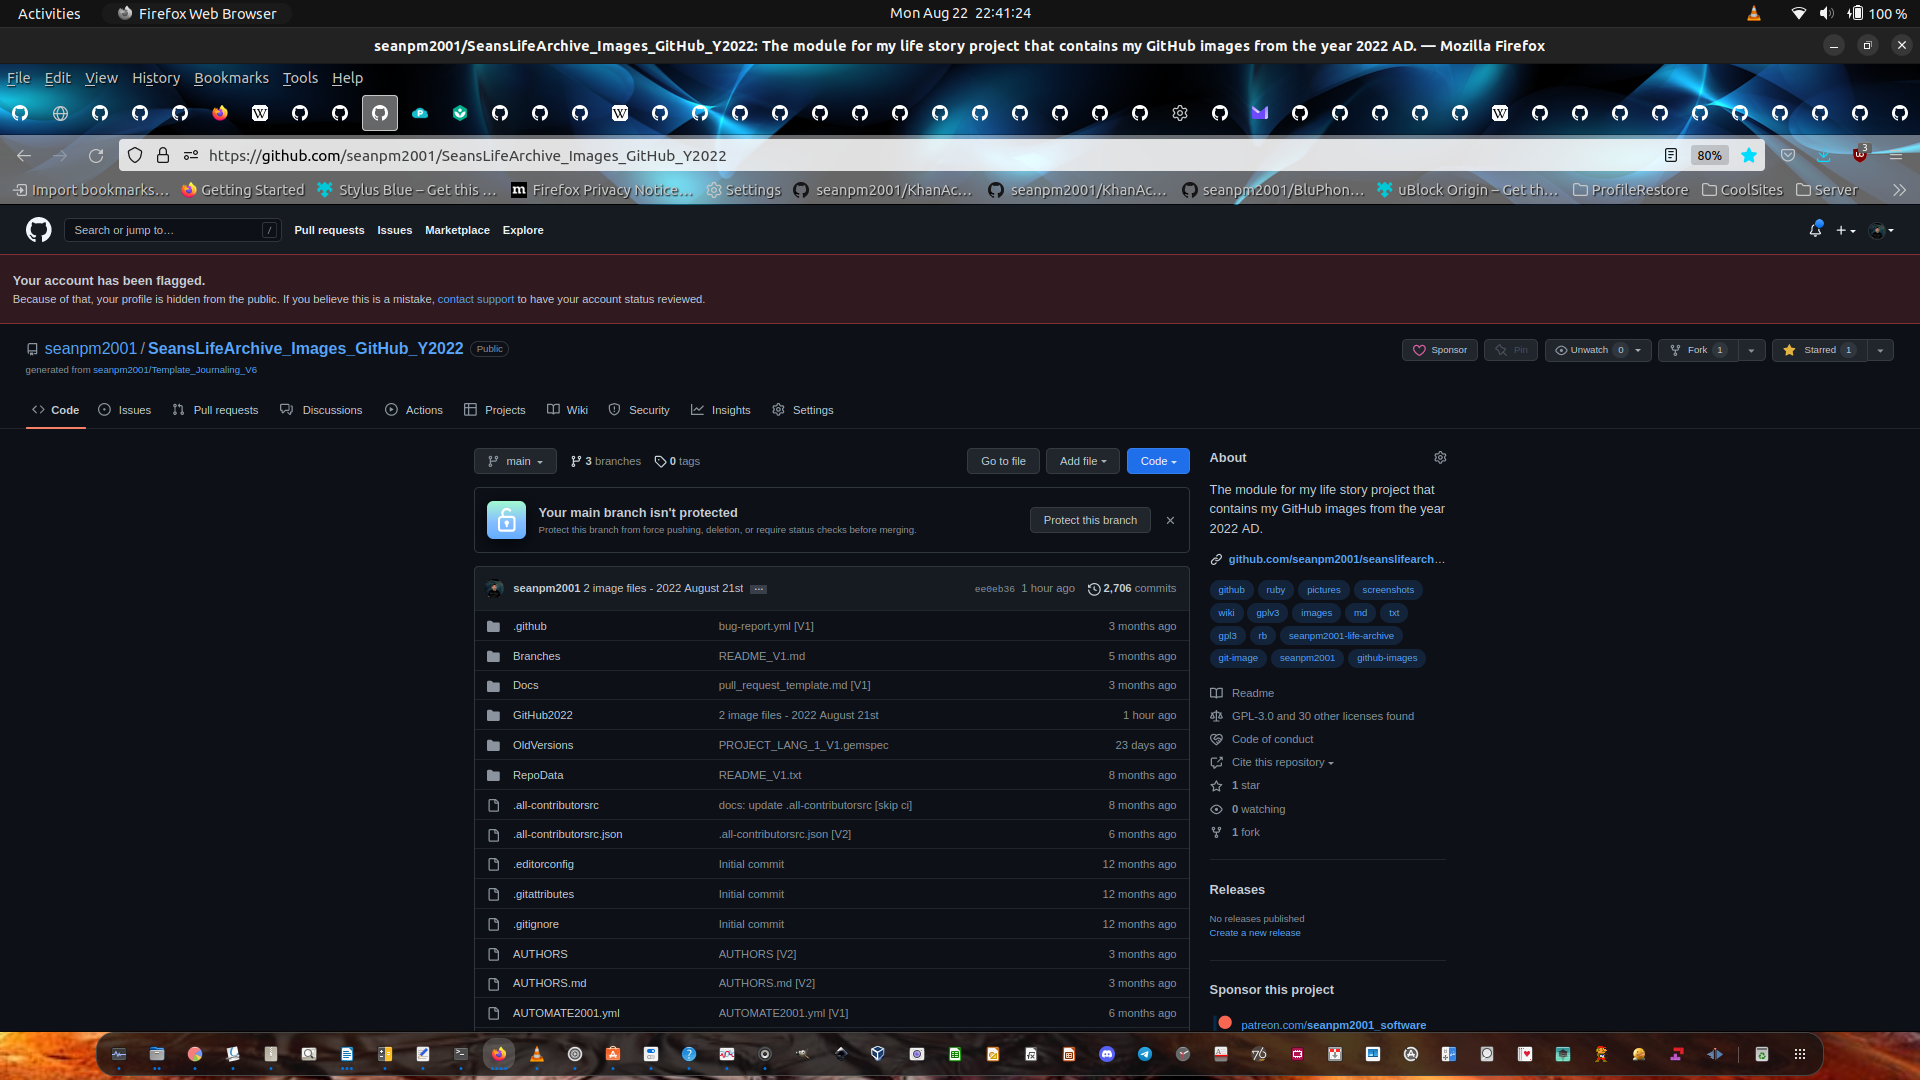 Activities Firefox Web Browser Mon Aug 22 22:41:24 100 %
seanpm2001/SeansLifeArchive_Images_GitHub_Y2022: The module for my life story project that contains my GitHub images from the year 2022 AD. — Mozilla Firefox
File Edit View History Bookmarks Tools Help
https://github.com/seanpm2001/SeansLifeArchive_Images_GitHub_Y2022 80% 3
Import bookmarks… Getting Started Stylus Blue – Get this … Firefox Privacy Notice… Settings seanpm2001/KhanAc… seanpm2001/KhanAc… seanpm2001/BluPhon… uBlock Origin – Get th… ProfileRestore CoolSites Server
Search or jump to… / Pull requests Issues Marketplace Explore
Your account has been flagged.
Because of that, your profile is hidden from the public. If you believe this is a mistake, contact support to have your account status reviewed.
seanpm2001 / SeansLifeArchive_Images_GitHub_Y2022 Public Sponsor Pin Unwatch 0 Fork 1 Starred 1
generated from seanpm2001/Template_Journaling_V6
Code Issues Pull requests Discussions Actions Projects Wiki Security Insights Settings
main 3 branches 0 tags Go to file Add file Code
Your main branch isn't protected
Protect this branch from force pushing, deletion, or require status checks before merging.
Protect this branch
seanpm2001 2 image files - 2022 August 21st ee0eb36 1 hour ago 2,706 commits
.github bug-report.yml [V1] 3 months ago
Branches README_V1.md 5 months ago
Docs pull_request_template.md [V1] 3 months ago
GitHub2022 2 image files - 2022 August 21st 1 hour ago
OldVersions PROJECT_LANG_1_V1.gemspec 23 days ago
RepoData README_V1.txt 8 months ago
.all-contributorsrc docs: update .all-contributorsrc [skip ci] 8 months ago
.all-contributorsrc.json .all-contributorsrc.json [V2] 6 months ago
.editorconfig Initial commit 12 months ago
.gitattributes Initial commit 12 months ago
.gitignore Initial commit 12 months ago
AUTHORS AUTHORS [V2] 3 months ago
AUTHORS.md AUTHORS.md [V2] 3 months ago
AUTOMATE2001.yml AUTOMATE2001.yml [V1] 6 months ago
About
The module for my life story project that
contains my GitHub images from the year
2022 AD.
github.com/seanpm2001/seanslifearch…
github ruby pictures screenshots
wiki gplv3 images md txt
gpl3 rb seanpm2001-life-archive
git-image seanpm2001 github-images
Readme
GPL-3.0 and 30 other licenses found
Code of conduct
Cite this repository
1 star
0 watching
1 fork
Releases
No releases published
Create a new release
Sponsor this project
patreon.com/seanpm2001_software